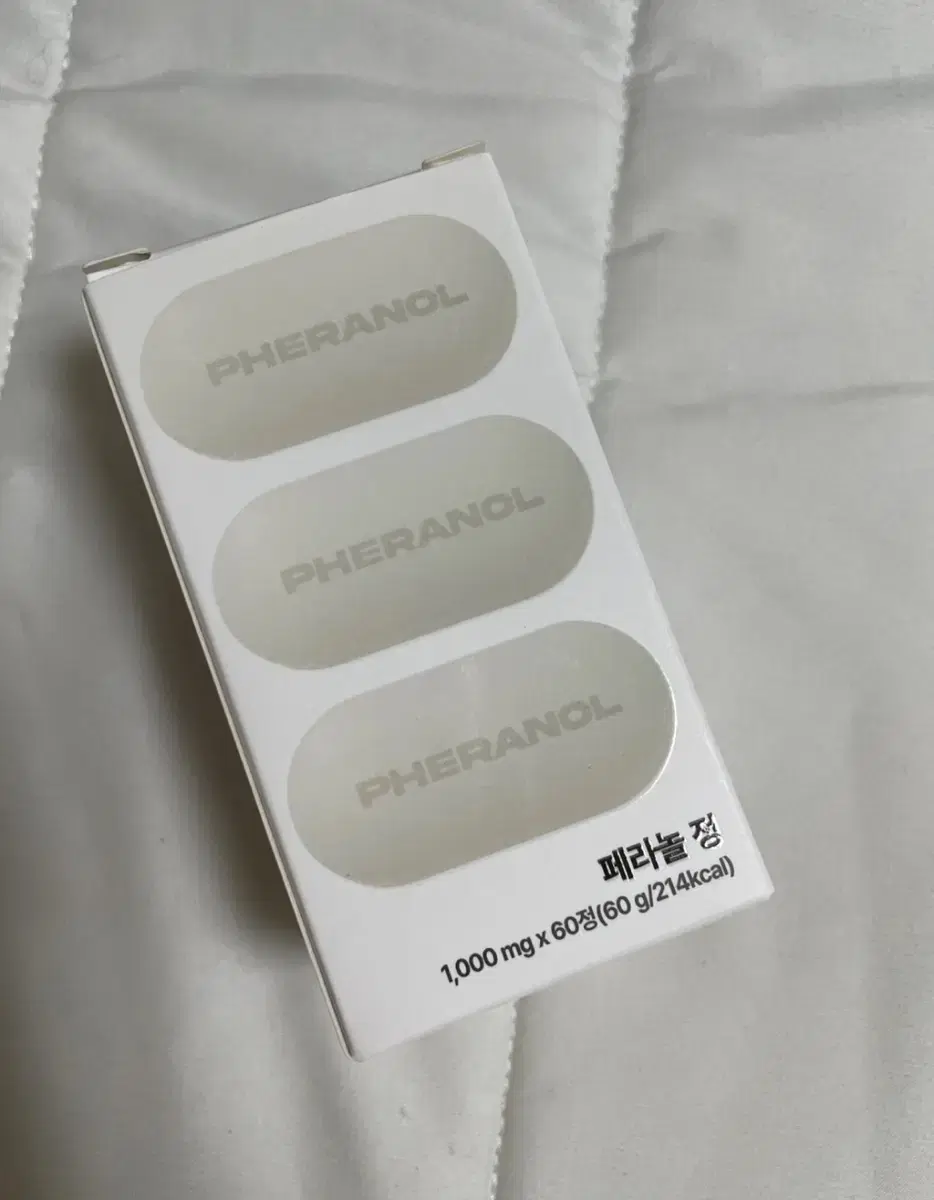 PHERANOL
PHERANOL
PHERANOL
페라놀 정
1,000 mg x 60정(60 g/214kcal)